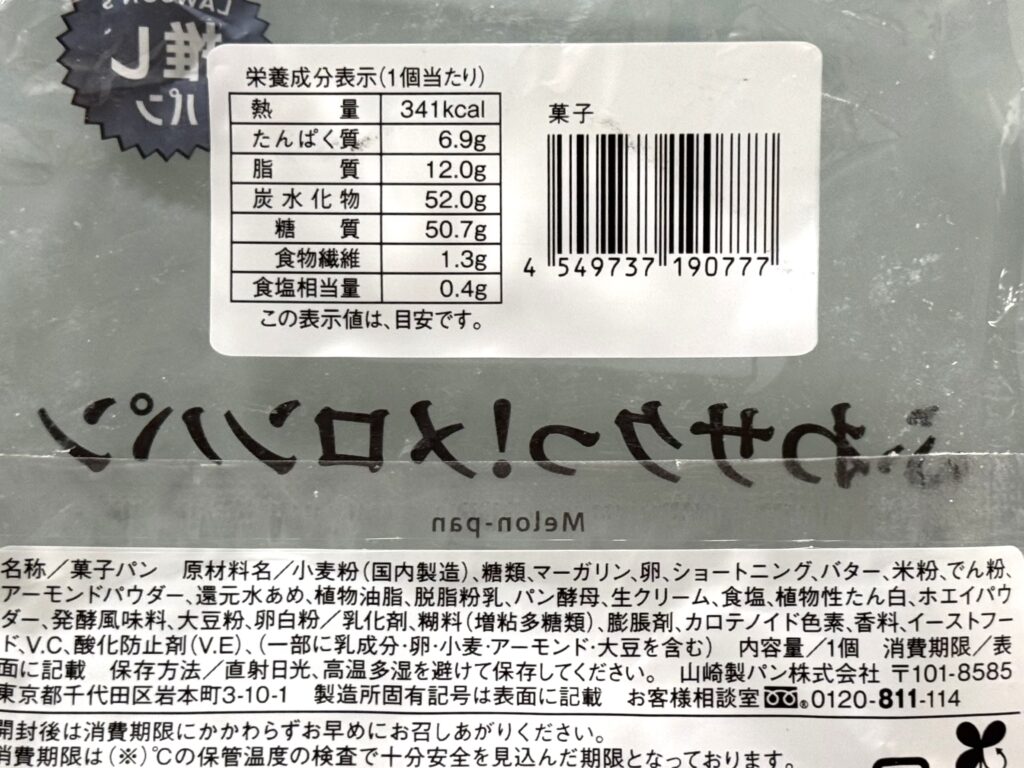 LAWSON'S
推し
パン
栄養成分表示(1個当たり)
熱量 341kcal
たんぱく質 6.9g
脂質 12.0g
炭水化物 52.0g
糖質 50.7g
食物繊維 1.3g
食塩相当量 0.4g
この表示値は、目安です。
菓子
4 549737 190777
ふわサクっ!メロンパン
Melon-pan
名称/菓子パン 原材料名/小麦粉(国内製造)、糖類、マーガリン、卵、ショートニング、バター、米粉、でん粉、
アーモンドパウダー、還元水あめ、植物油脂、脱脂粉乳、パン酵母、生クリーム、食塩、植物性たん白、ホエイパウ
ダー、発酵風味料、大豆粉、卵白粉/乳化剤、糊料(増粘多糖類)、膨脹剤、カロテノイド色素、香料、イーストフー
ド、V.C、酸化防止剤(V.E)、(一部に乳成分・卵・小麦・アーモンド・大豆を含む) 内容量/1個 消費期限/表
面に記載 保存方法/直射日光、高温多湿を避けて保存してください。 山崎製パン株式会社 〒101-8585
東京都千代田区岩本町3-10-1 製造所固有記号は表面に記載 お客様相談室 0120-811-114
開封後は消費期限にかかわらずお早めにお召しあがりください。
消費期限は(※)℃の保管温度の検査で十分安全を見込んだ期限となっております。